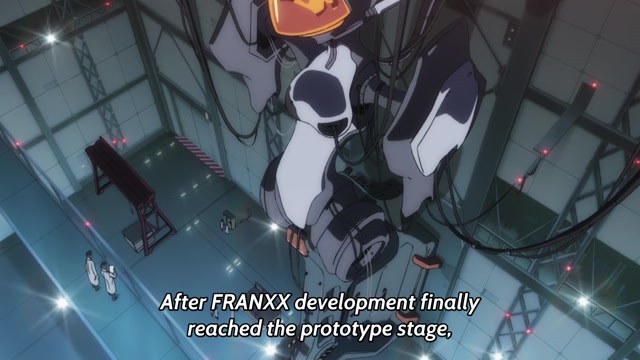 After FRANXX development finally
reached the prototype stage,